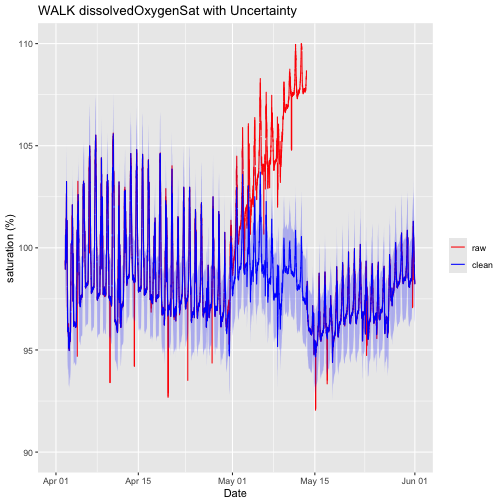 WALK dissolvedOxygenSat with Uncertainty
110
105
100
95
90
saturation (%)
Apr 01
Apr 15
May 01
May 15
Jun 01
Date
raw
clean